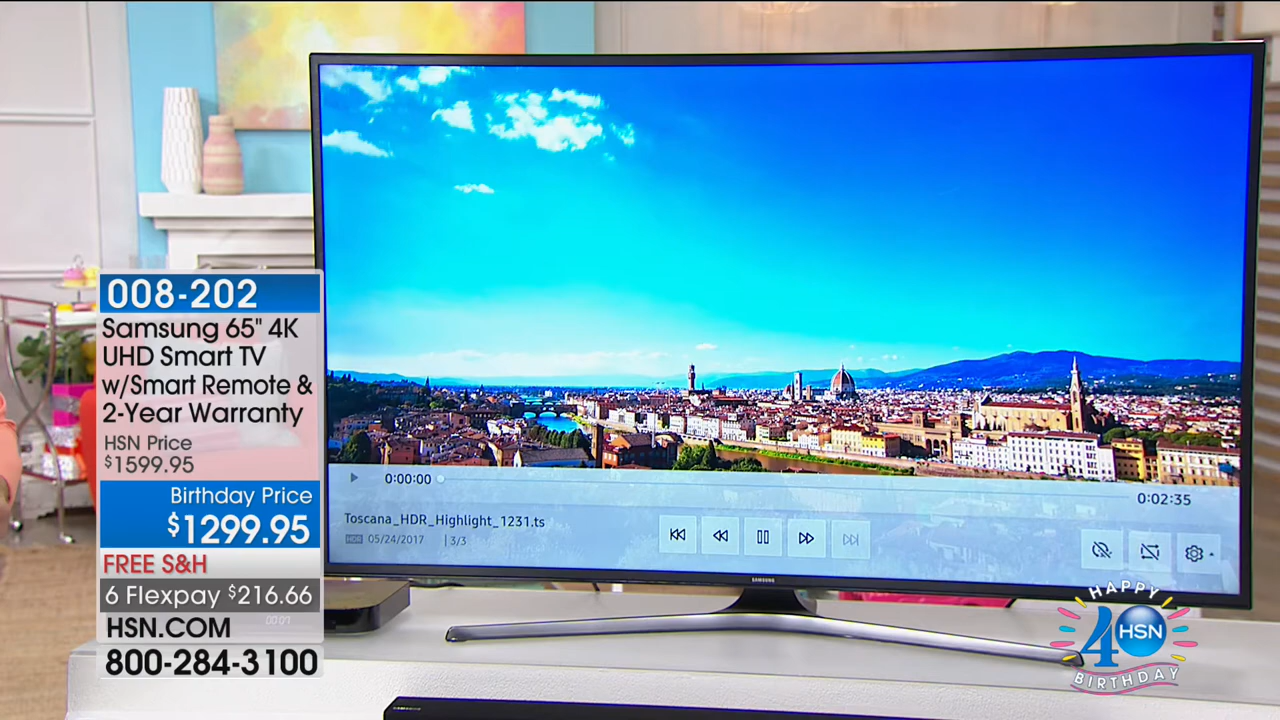 008-202
Samsung 65" 4K
UHD Smart TV
w/Smart Remote &
2-Year Warranty
HSN Price
$1599.95
Birthday Price
$1299.95
FREE S&H
6 Flexpay $216.66
HSN.COM
800-284-3100
0:00:00
0:02:35
Toscana_HDR_Highlight_1231.ts
HDR 05/24/2017 | 3/3
SAMSUNG
HAPPY
40
HSN
BIRTHDAY
SAMSUNG